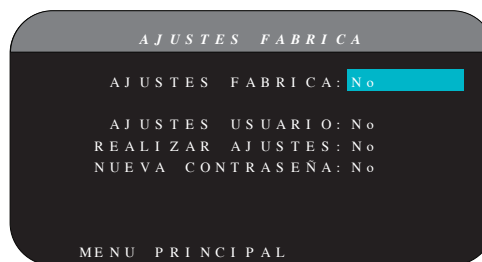 AJUSTES FABRICA
AJUSTES FABRICA: No
AJUSTES USUARIO: No
REALIZAR AJUSTES: No
NUEVA CONTRASEÑA: No
MENU PRINCIPAL